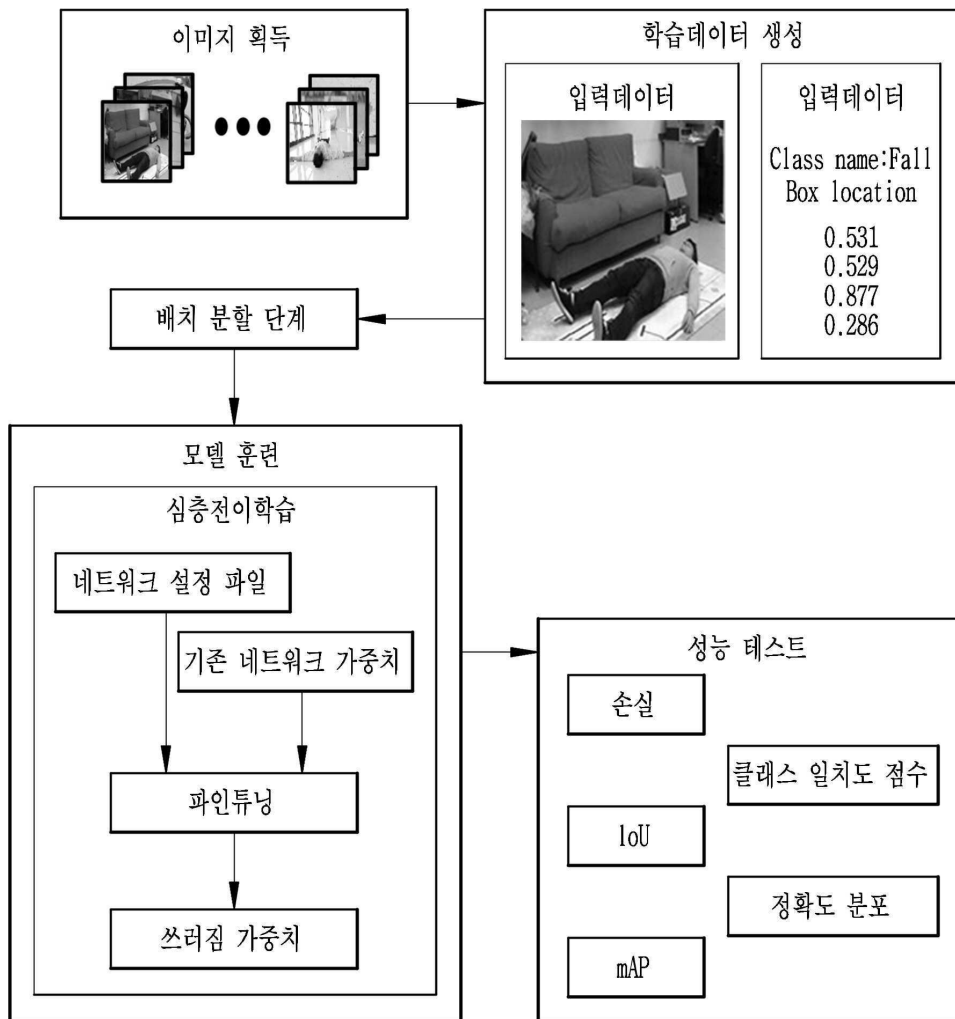 이미지 획득
학습데이터 생성
입력데이터
입력데이터
Class name:Fall
Box location
0.531
0.529
0.877
0.286
배치 분할 단계
모델 훈련
심층전이학습
네트워크 설정 파일
기존 네트워크 가중치
파인튜닝
쓰러짐 가중치
성능 테스트
손실
클래스 일치도 점수
loU
정확도 분포
mAP